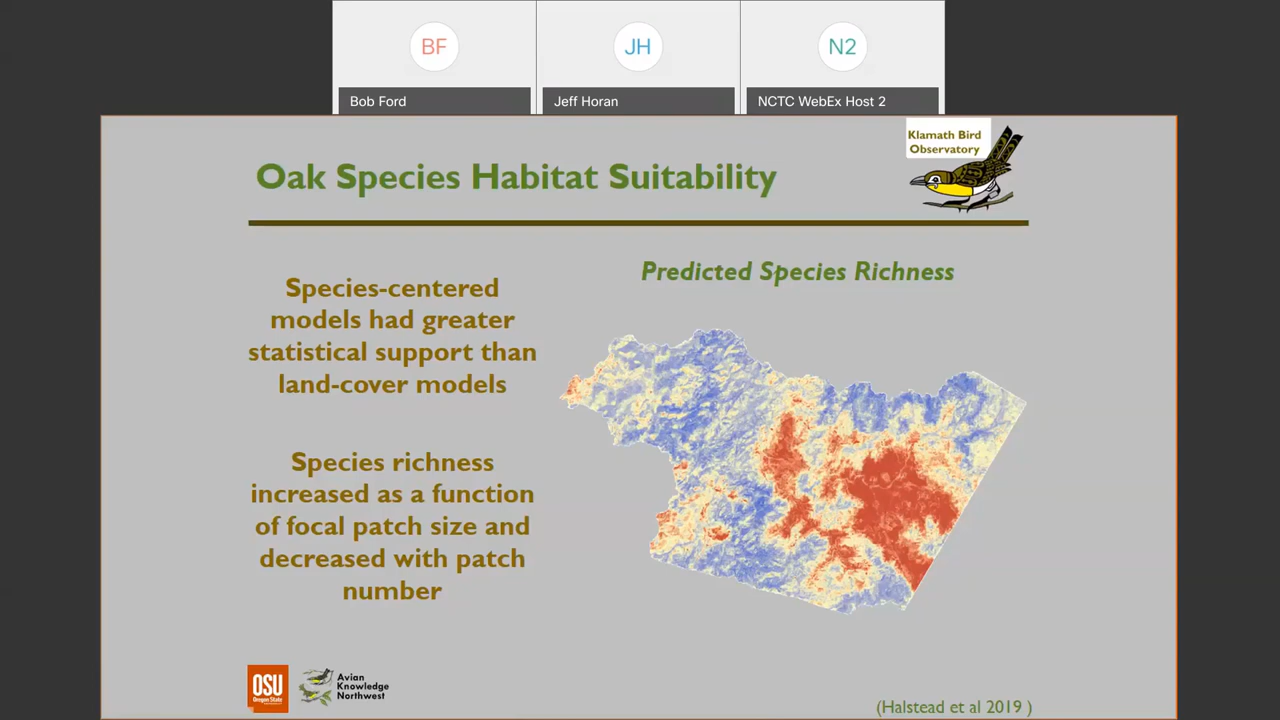 BF
JH
N2
Bob Ford
Jeff Horan
NCTC WebEx Host 2
Klamath Bird
Observatory
Oak Species Habitat Suitability
Species-centered
models had greater
statistical support than
land-cover models
Predicted Species Richness
Species richness
increased as a function
of focal patch size and
decreased with patch
number
OSU
Oregon State
Avian
Knowledge
Northwest
(Halstead et al 2019 )